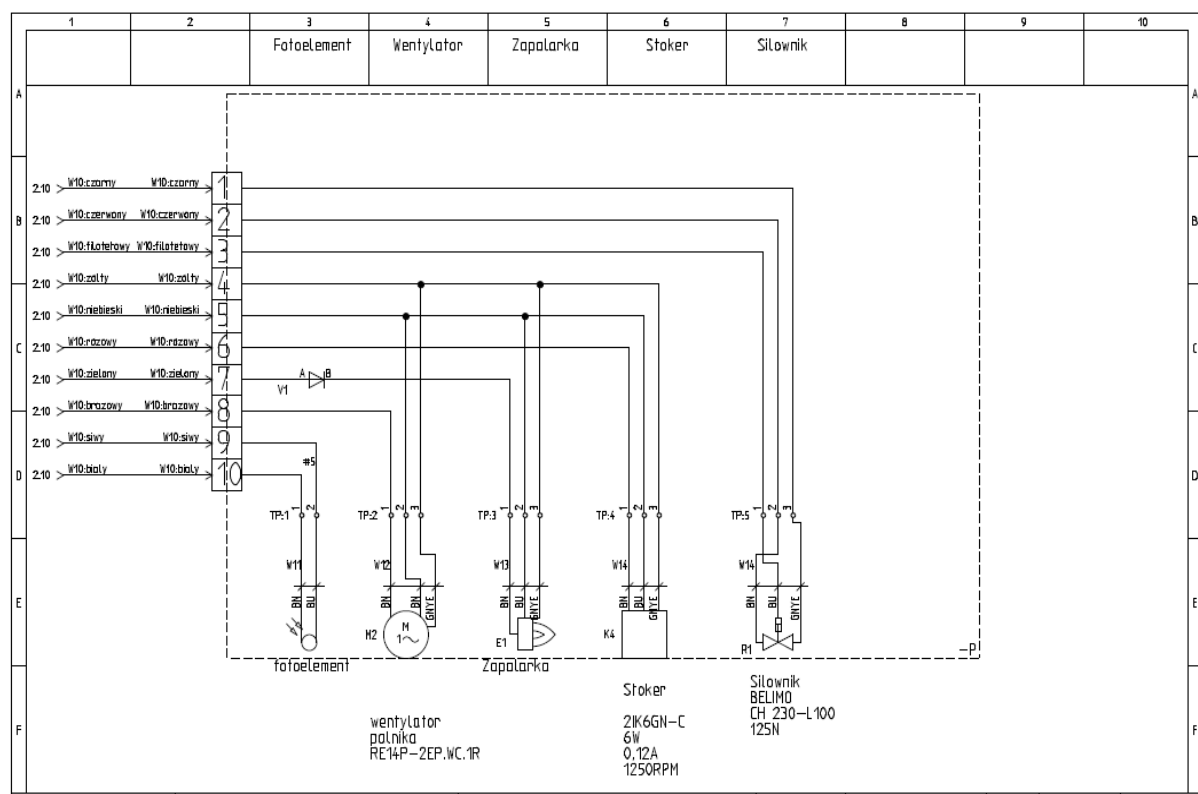 1 2 3 4 5 6 7 8 9 10
Fotoelement Wentylator Zapalarka Stoker Silownik
A A
W10:czarny W10:czarny 1
2.10
W10:czerwony W10:czerwony 2
B 2.10 B
W10:filotetowy W10:filotetowy 3
2.10
W10:zolty W10:zolty 4
2.10
W10:niebieski W10:niebieski 5
2.10
W10:rozowy W10:rozowy 6
C 2.10 C
W10:zielony W10:zielony 7 A B
2.10 V1
W10:brazowy W10:brazowy 8
2.10
W10:siwy W10:siwy 9
2.10 #5
W10:bialy W10:bialy 10
D 2.10 D
TP:1 1 2 TP:2 1 2 3 TP:3 1 2 3 TP:4 1 2 3 TP:5 1 2 3
W11 W12 W13 W14 W14
E BN BU BN BN GNYE BN BU GNYE BN BU GNYE BN BU GNYE E
M2 M 1~ E1 K4 R1 -P
fotoelement Zapalarka
Stoker
2IK6GN-C
6W
0,12A
1250RPM
Silownik
BELIMO
CH 230-L100
125N
wentylator
palnika
RE14P-2EP.WC.1R
F F